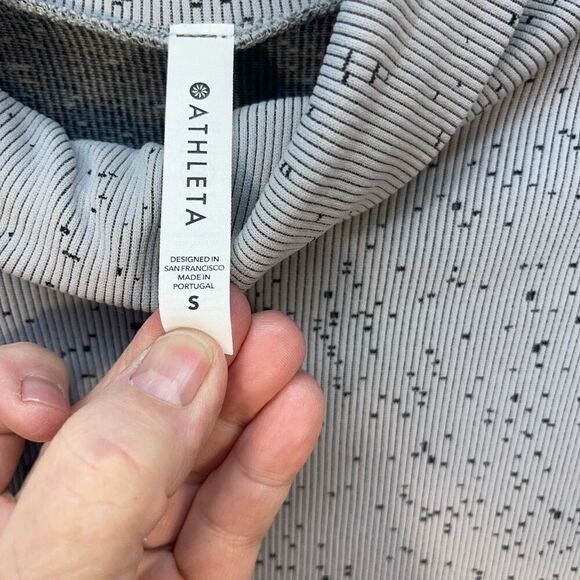 ATHLETA
DESIGNED IN
SAN FRANCISCO
MADE IN
PORTUGAL
S